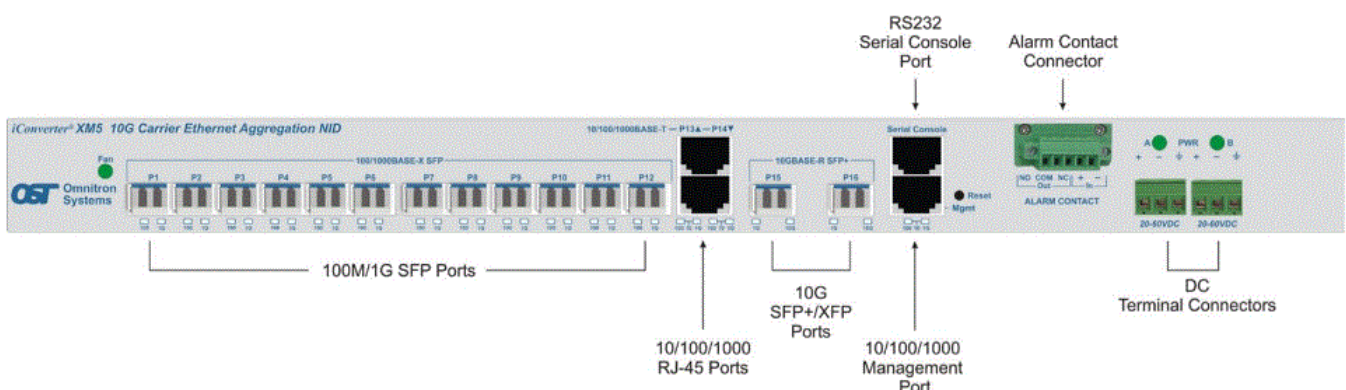 RS232
Serial Console
Port
Alarm Contact
Connector
iConverter® XM5 10G Carrier Ethernet Aggregation NID
10/100/1000BASE-T P13▲ P14▼
Serial Console
A PWR B
Fan
100/1000BASE-X SFP
10GBASE-R SFP+
+ - + -
OST Omnitron
Systems
P1 P2 P3 P4 P5 P6 P7 P8 P9 P10 P11 P12
P15 P16
Reset
Mgmt
NO COM NC + -
Out In
ALARM CONTACT
20-60VDC 20-60VDC
100M/1G SFP Ports
10G
SFP+/XFP
Ports
DC
Terminal Connectors
10/100/1000
RJ-45 Ports
10/100/1000
Management
Port